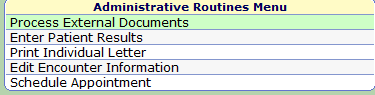 Administrative Routines Menu
Process External Documents
Enter Patient Results
Print Individual Letter
Edit Encounter Information
Schedule Appointment